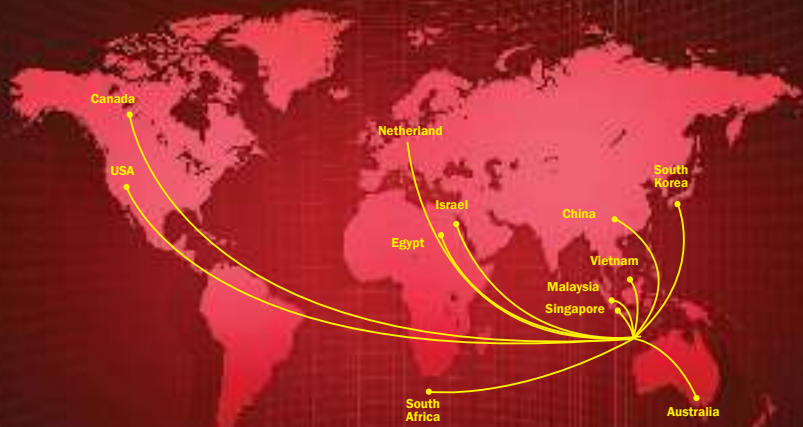 Canada
Netherland
USA
South
Korea
Israel
China
Egypt
Vietnam
Malaysia
Singapore
South
Africa
Australia